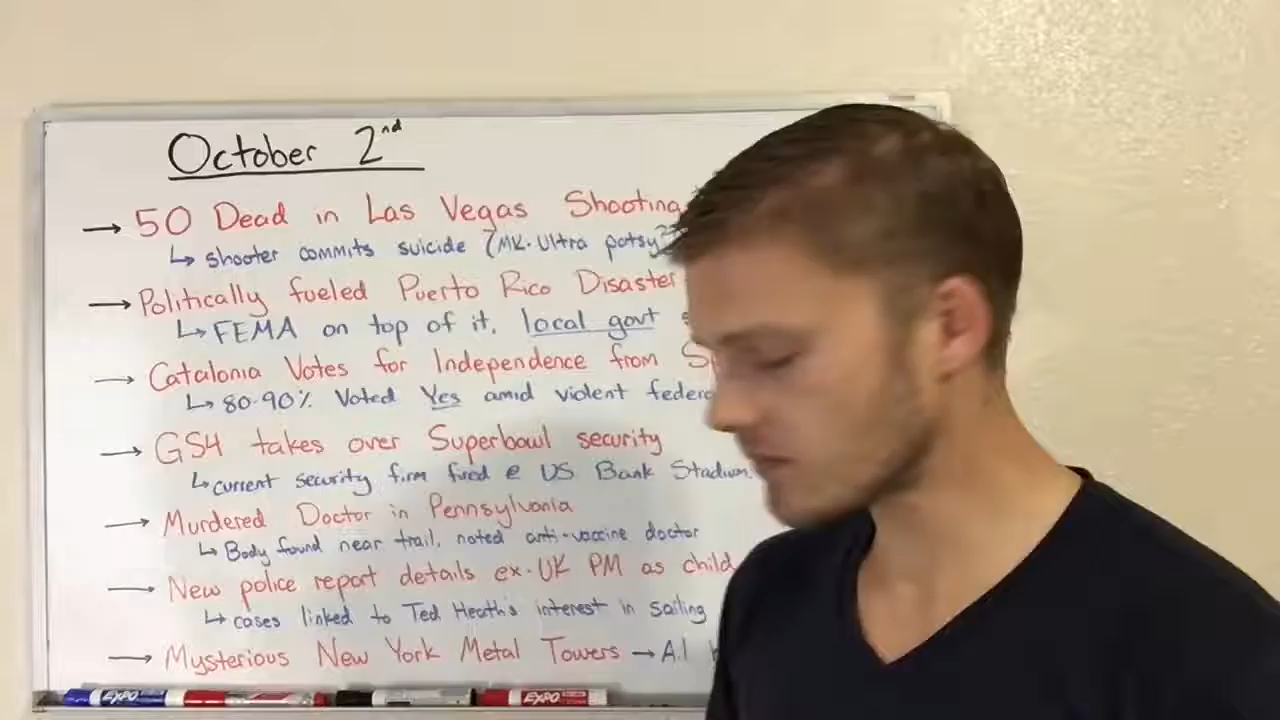 October 2nd
→ 50 Dead in Las Vegas Shooting
↳ shooter commits suicide (MK-Ultra patsy??
→ Politically fueled Puerto Rico Disaster
↳ FEMA on top of it, local govt
→ Catalonia Votes for Independence from
↳ 80-90% Voted Yes amid violent federa
→ GS4 takes over Superbowl security
↳ current security firm fired @ US Bank Stadium.
→ Murdered Doctor in Pennsylvania
↳ Body found near trail, noted anti-vaccine doctor
→ New police report details ex-UK PM as child
↳ cases linked to Ted Heath's interest in sailing
→ Mysterious New York Metal Towers → A.I
EXPO EXPO